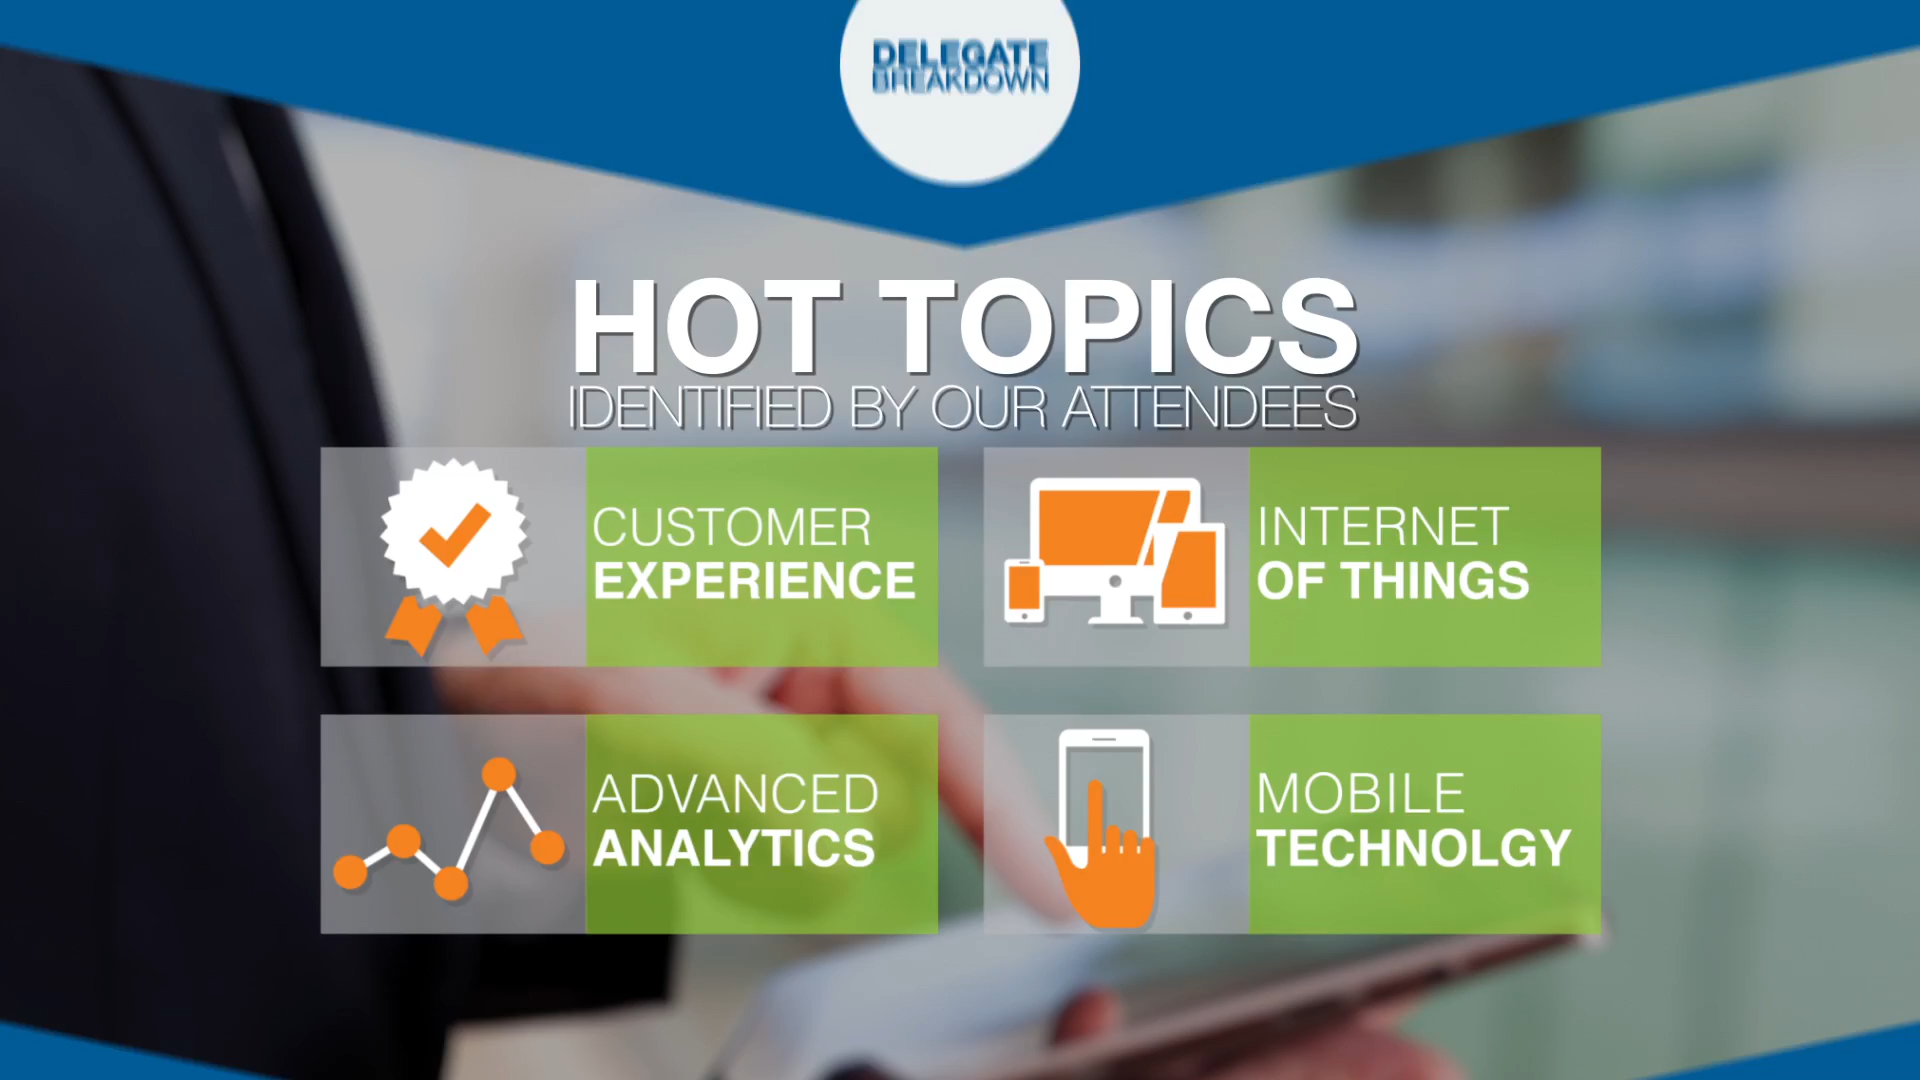 DELEGATE
BREAKDOWN
HOT TOPICS
IDENTIFIED BY OUR ATTENDEES
CUSTOMER
EXPERIENCE
INTERNET
OF THINGS
ADVANCED
ANALYTICS
MOBILE
TECHNOLGY